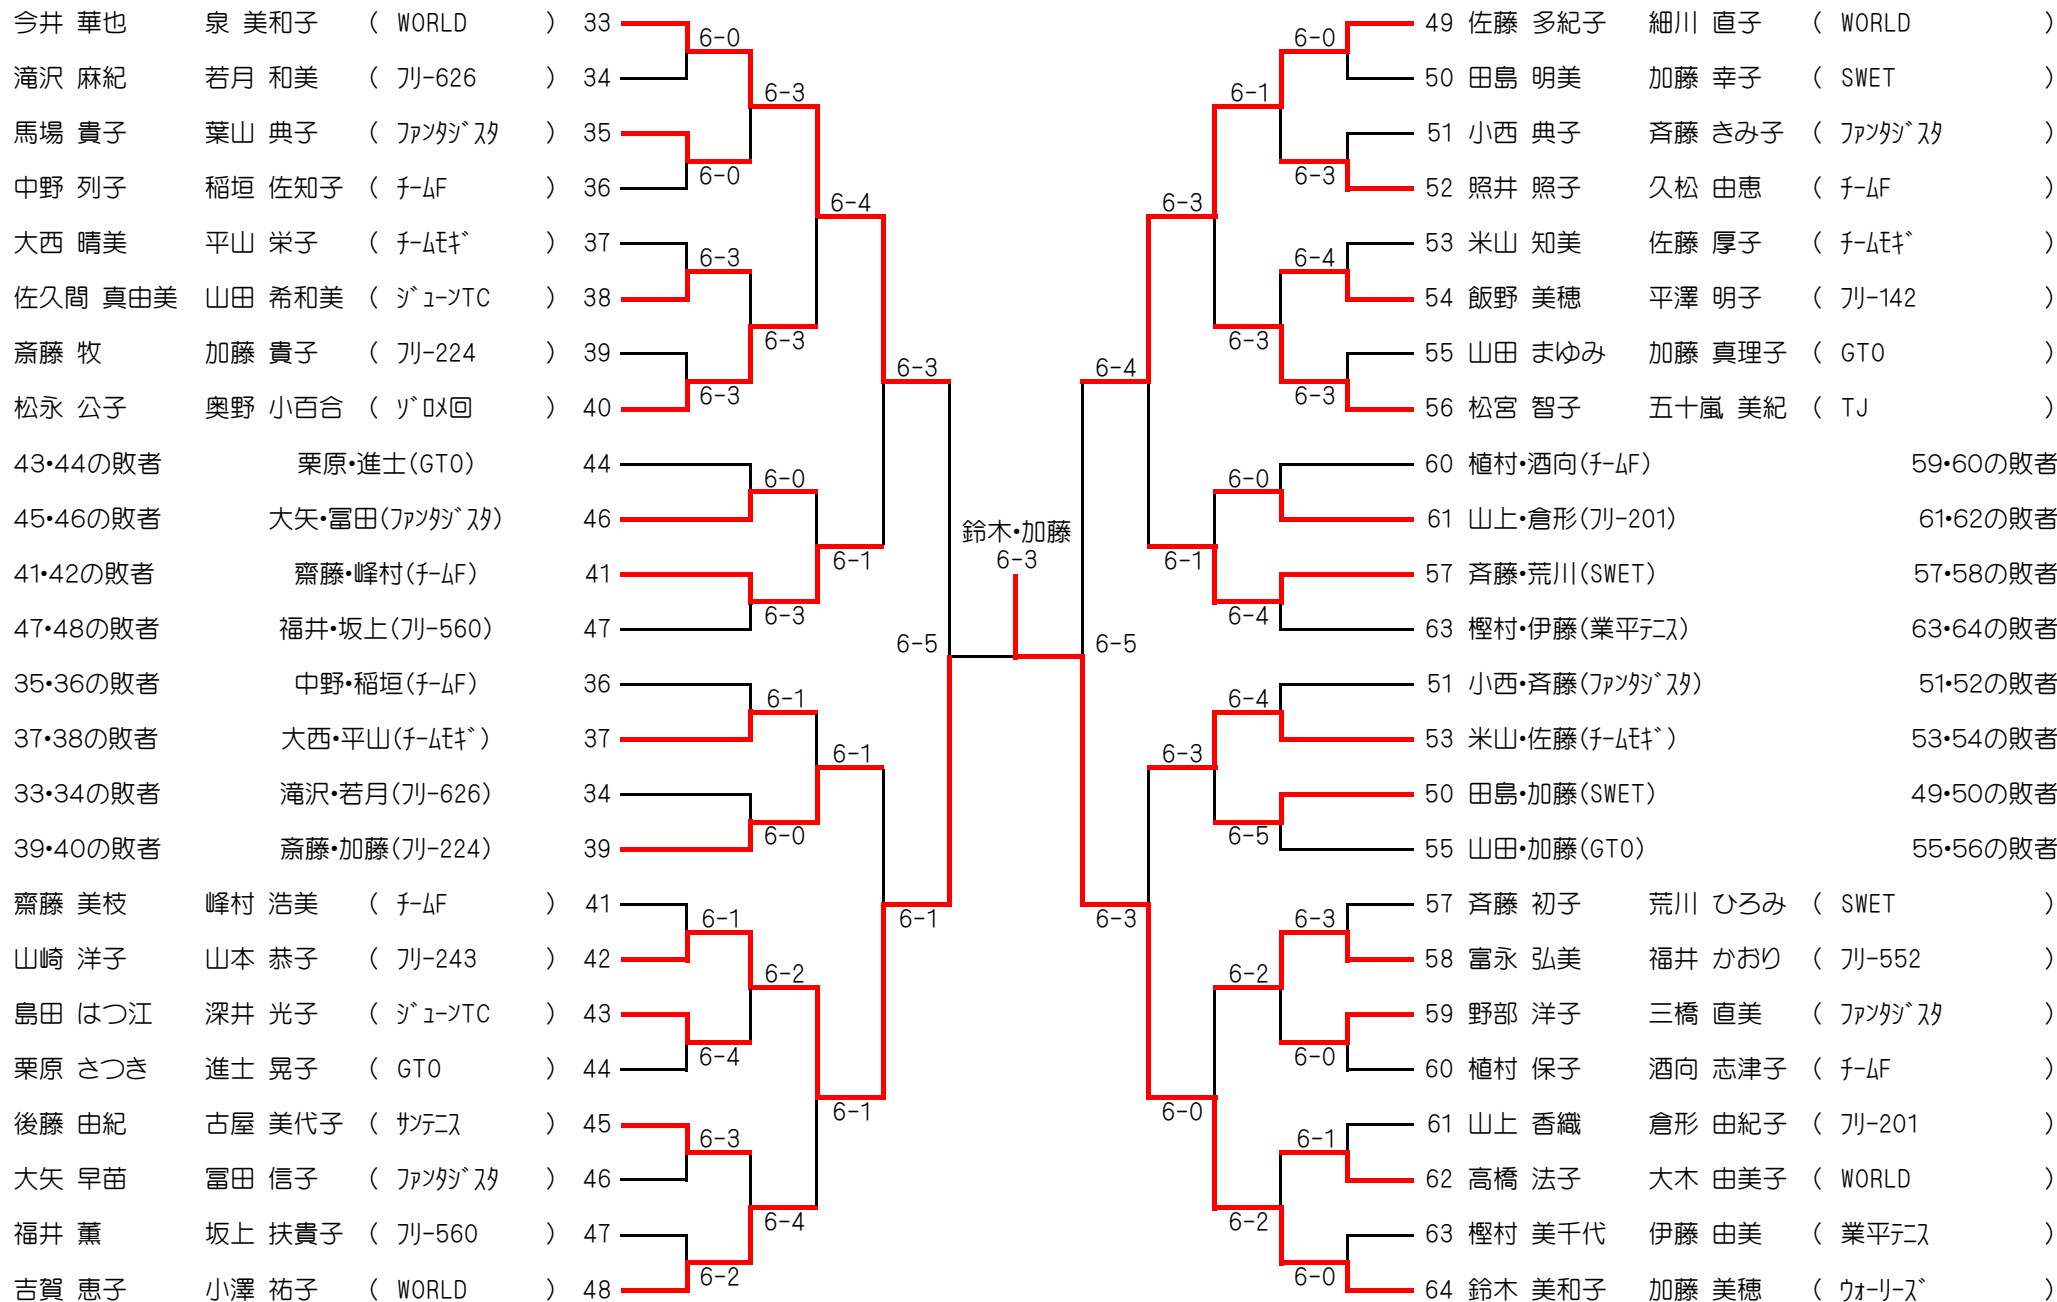 今井 華也 泉 美和子 ( WORLD ) 33 6-0 6-0 49 佐藤 多紀子 細川 直子 ( WORLD )
滝沢 麻紀 若月 和美 ( ﾌﾘｰ626 ) 34 6-3 6-1 50 田島 明美 加藤 幸子 ( SWET )
馬場 貴子 葉山 典子 ( ﾌｧﾝﾀｼﾞｽﾀ ) 35 51 小西 典子 斉藤 きみ子 ( ﾌｧﾝﾀｼﾞｽﾀ )
中野 列子 稲垣 佐知子 ( ﾁｰﾑF ) 36 6-0 6-4 6-3 6-3 52 照井 照子 久松 由恵 ( ﾁｰﾑF )
大西 晴美 平山 栄子 ( ﾁｰﾑﾓｷﾞ ) 37 6-3 6-4 53 米山 知美 佐藤 厚子 ( ﾁｰﾑﾓｷﾞ )
佐久間 真由美 山田 希和美 ( ｼﾞｭｰﾝTC ) 38 54 飯野 美穂 平澤 明子 ( ﾌﾘｰ142 )
斎藤 牧 加藤 貴子 ( ﾌﾘｰ224 ) 39 6-3 6-3 6-4 6-3 55 山田 まゆみ 加藤 真理子 ( GTO )
松永 公子 奥野 小百合 ( ｿﾞﾛﾒ回 ) 40 6-3 6-3 56 松宮 智子 五十嵐 美紀 ( TJ )
43・44の敗者 栗原・進士(GTO) 44 6-0 6-0 60 植村・酒向(ﾁｰﾑF) 59・60の敗者
45・46の敗者 大矢・冨田(ﾌｧﾝﾀｼﾞｽﾀ) 46 鈴木・加藤 61 山上・倉形(ﾌﾘｰ201) 61・62の敗者
41・42の敗者 齋藤・峰村(ﾁｰﾑF) 41 6-1 6-3 6-1 57 斉藤・荒川(SWET) 57・58の敗者
47・48の敗者 福井・坂上(ﾌﾘｰ560) 47 6-3 6-5 6-5 6-4 63 樫村・伊藤(業平ﾃﾆｽ) 63・64の敗者
35・36の敗者 中野・稲垣(ﾁｰﾑF) 36 6-1 6-4 51 小西・斉藤(ﾌｧﾝﾀｼﾞｽﾀ) 51・52の敗者
37・38の敗者 大西・平山(ﾁｰﾑﾓｷﾞ) 37 6-1 6-3 53 米山・佐藤(ﾁｰﾑﾓｷﾞ) 53・54の敗者
33・34の敗者 滝沢・若月(ﾌﾘｰ626) 34 50 田島・加藤(SWET) 49・50の敗者
39・40の敗者 斎藤・加藤(ﾌﾘｰ224) 39 6-0 6-5 55 山田・加藤(GTO) 55・56の敗者
齋藤 美枝 峰村 浩美 ( ﾁｰﾑF ) 41 6-1 6-1 6-3 6-3 57 斉藤 初子 荒川 ひろみ ( SWET )
山崎 洋子 山本 恭子 ( ﾌﾘｰ243 ) 42 6-2 6-2 58 富永 弘美 福井 かおり ( ﾌﾘｰ552 )
島田 はつ江 深井 光子 ( ｼﾞｭｰﾝTC ) 43 59 野部 洋子 三橋 直美 ( ﾌｧﾝﾀｼﾞｽﾀ )
栗原 さつき 進士 晃子 ( GTO ) 44 6-4 6-0 60 植村 保子 酒向 志津子 ( ﾁｰﾑF )
後藤 由紀 古屋 美代子 ( ｻﾝﾃﾆｽ ) 45 6-3 6-1 6-0 6-1 61 山上 香織 倉形 由紀子 ( ﾌﾘｰ201 )
大矢 早苗 冨田 信子 ( ﾌｧﾝﾀｼﾞｽﾀ ) 46 62 高橋 法子 大木 由美子 ( WORLD )
福井 薫 坂上 扶貴子 ( ﾌﾘｰ560 ) 47 6-4 6-2 63 樫村 美千代 伊藤 由美 ( 業平ﾃﾆｽ )
吉賀 恵子 小澤 祐子 ( WORLD ) 48 6-2 6-0 64 鈴木 美和子 加藤 美穂 ( ｳｫｰﾘｰｽﾞ )